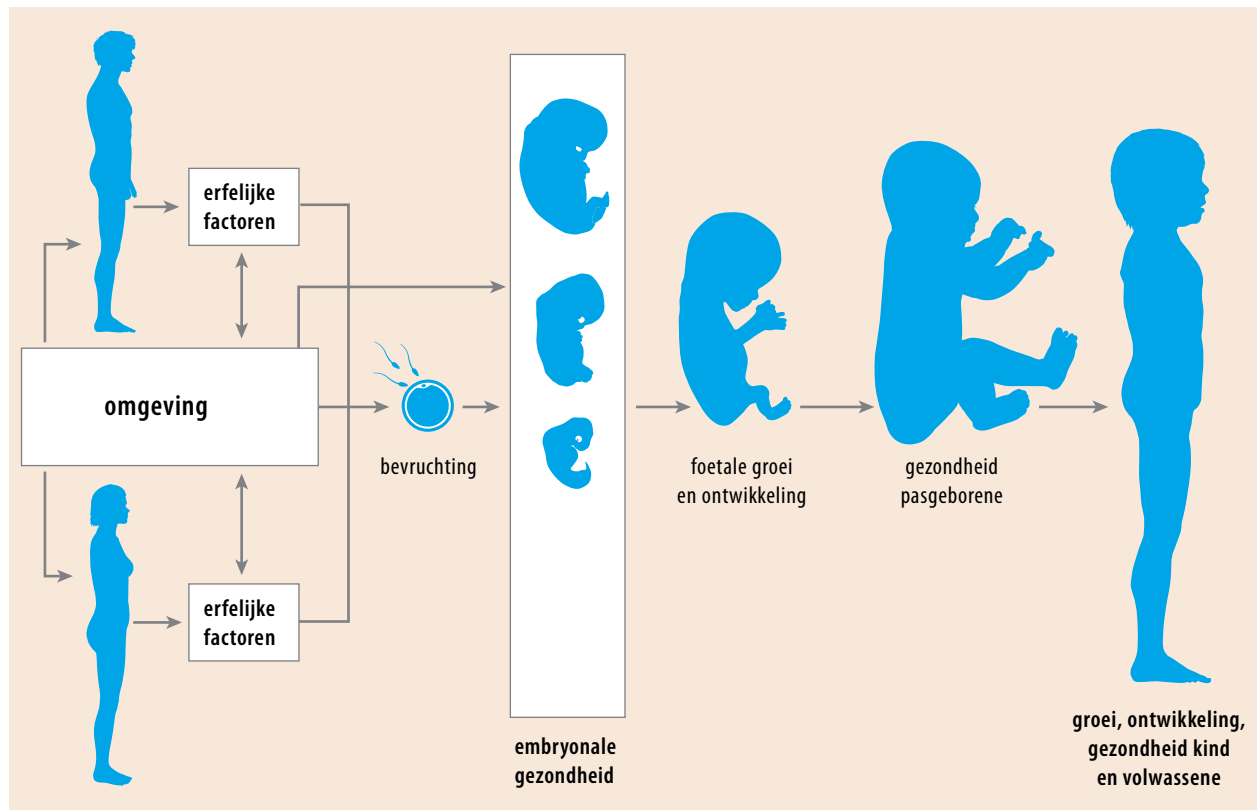 erfelijke
factoren
omgeving
bevruchting
erfelijke
factoren
embryonale
gezondheid
foetale groei
en ontwikkeling
gezondheid
pasgeborene
groei, ontwikkeling,
gezondheid kind
en volwassene